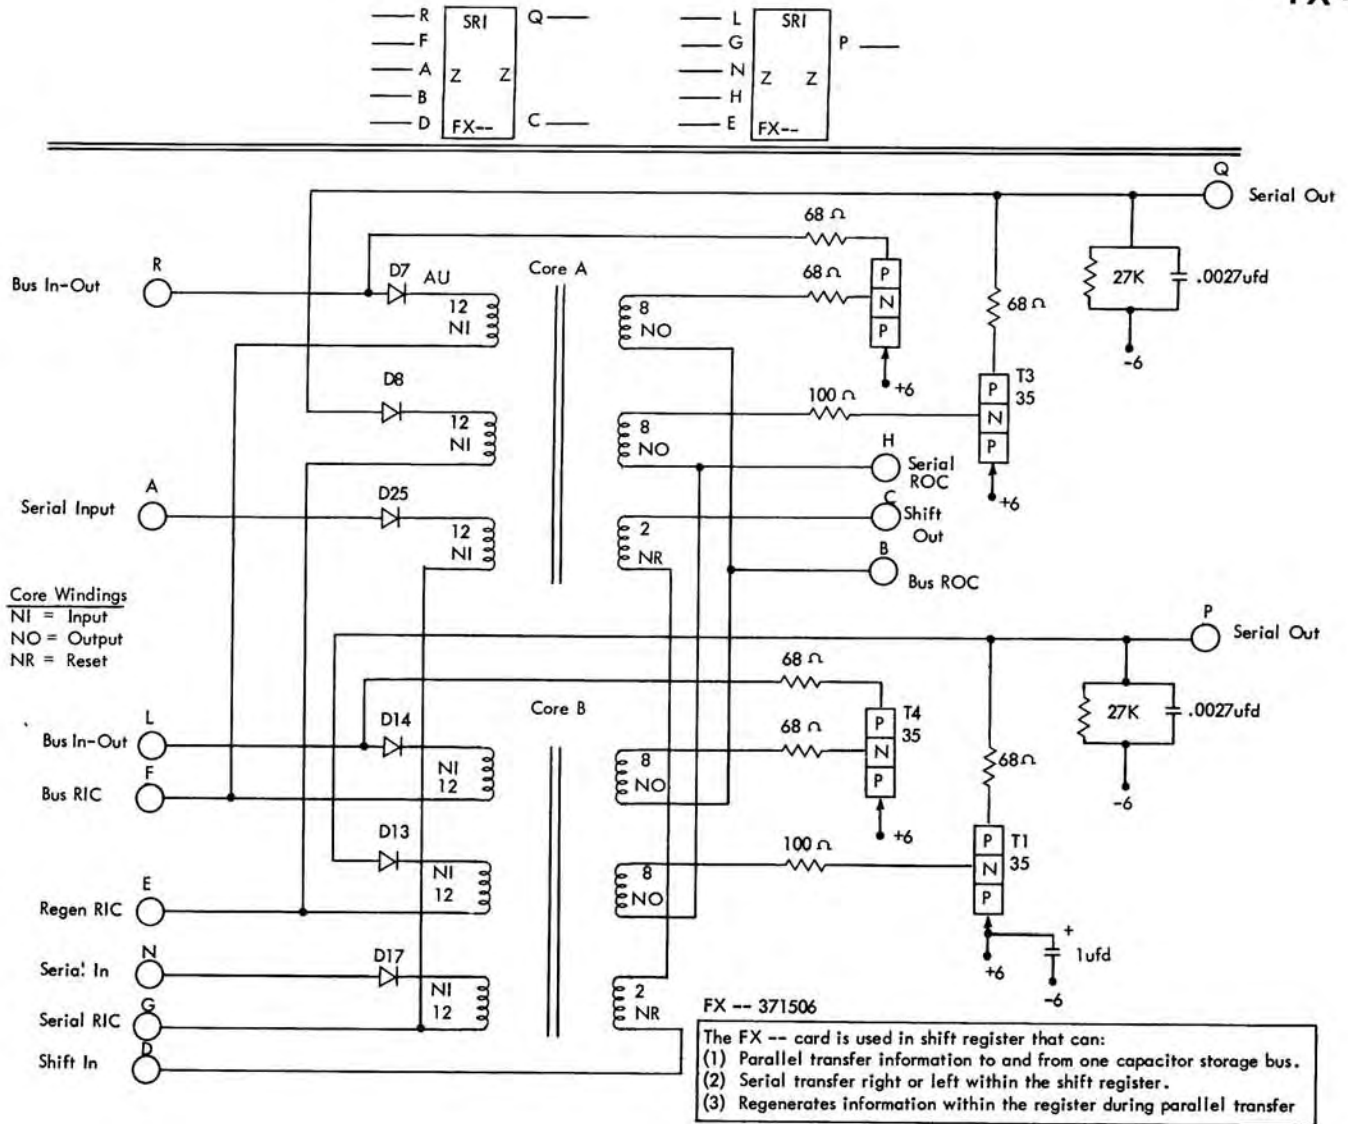 FX -
R SRI Q
F
A
Z Z
B
D FX-- C
L SRI
G P
N
Z Z
H
E FX--
Q
Serial Out
68 Ω
R
Bus In-Out
D7 AU
Core A
68 Ω
P
N
P
27K
.0027ufd
12
NI
8
NO
68 Ω
-6
+6
D8
T3
35
P
N
P
100 Ω
12
NI
8
NO
H
Serial
ROC
+6
A
Serial Input
D25
C
Shift
Out
12
NI
2
NR
B
Bus ROC
Core Windings
NI = Input
NO = Output
NR = Reset
P
Serial Out
68 Ω
Core B
L
Bus In-Out
D14
68 Ω
T4
35
P
N
P
27K
.0027ufd
F
Bus RIC
NI
12
8
NO
68 Ω
-6
+6
D13
T1
35
P
N
P
100 Ω
NI
12
8
NO
E
Regen RIC
+
1ufd
+6
-6
N
Serial In
D17
NI
12
2
NR
G
Serial RIC
D
Shift In
FX -- 371506
The FX -- card is used in shift register that can:
(1) Parallel transfer information to and from one capacitor storage bus.
(2) Serial transfer right or left within the shift register.
(3) Regenerates information within the register during parallel transfer